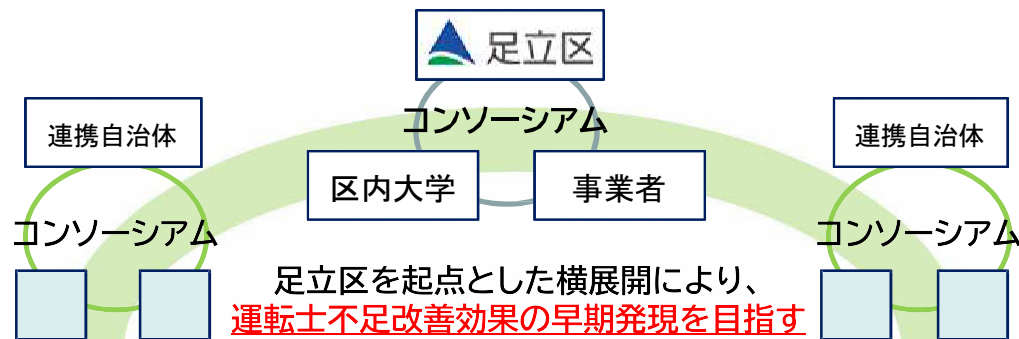 足立区
コンソーシアム
連携自治体
連携自治体
区内大学
事業者
コンソーシアム
コンソーシアム
足立区を起点とした横展開により、
運転士不足改善効果の早期発現を目指す